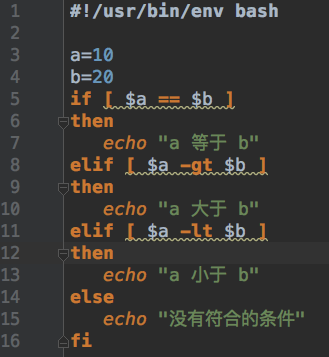 1 #!/usr/bin/env bash
2
3 a=10
4 b=20
5 if [ $a == $b ]
6 then
7 echo "a 等于 b"
8 elif [ $a -gt $b ]
9 then
10 echo "a 大于 b"
11 elif [ $a -lt $b ]
12 then
13 echo "a 小于 b"
14 else
15 echo "没有符合的条件"
16 fi